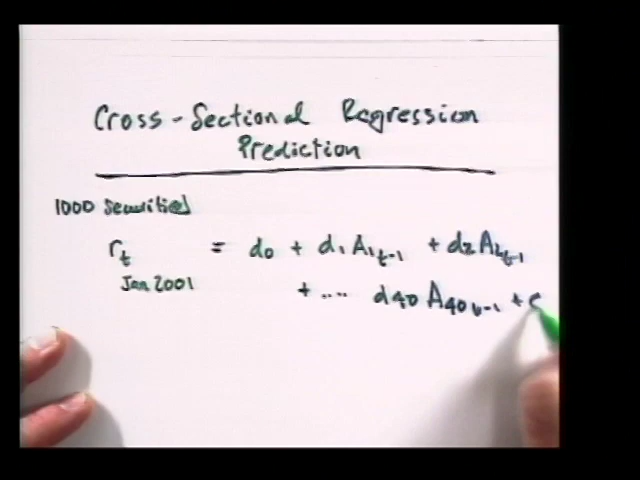 Cross-Sectional Regression
Prediction
1000 Securities
rₜ = d₀ + d₁ A₁ₜ₋₁ + d₂ A₂ₜ₋₁
Jan 2001 + .... d₄₀ A₄₀ₜ₋₁ + e